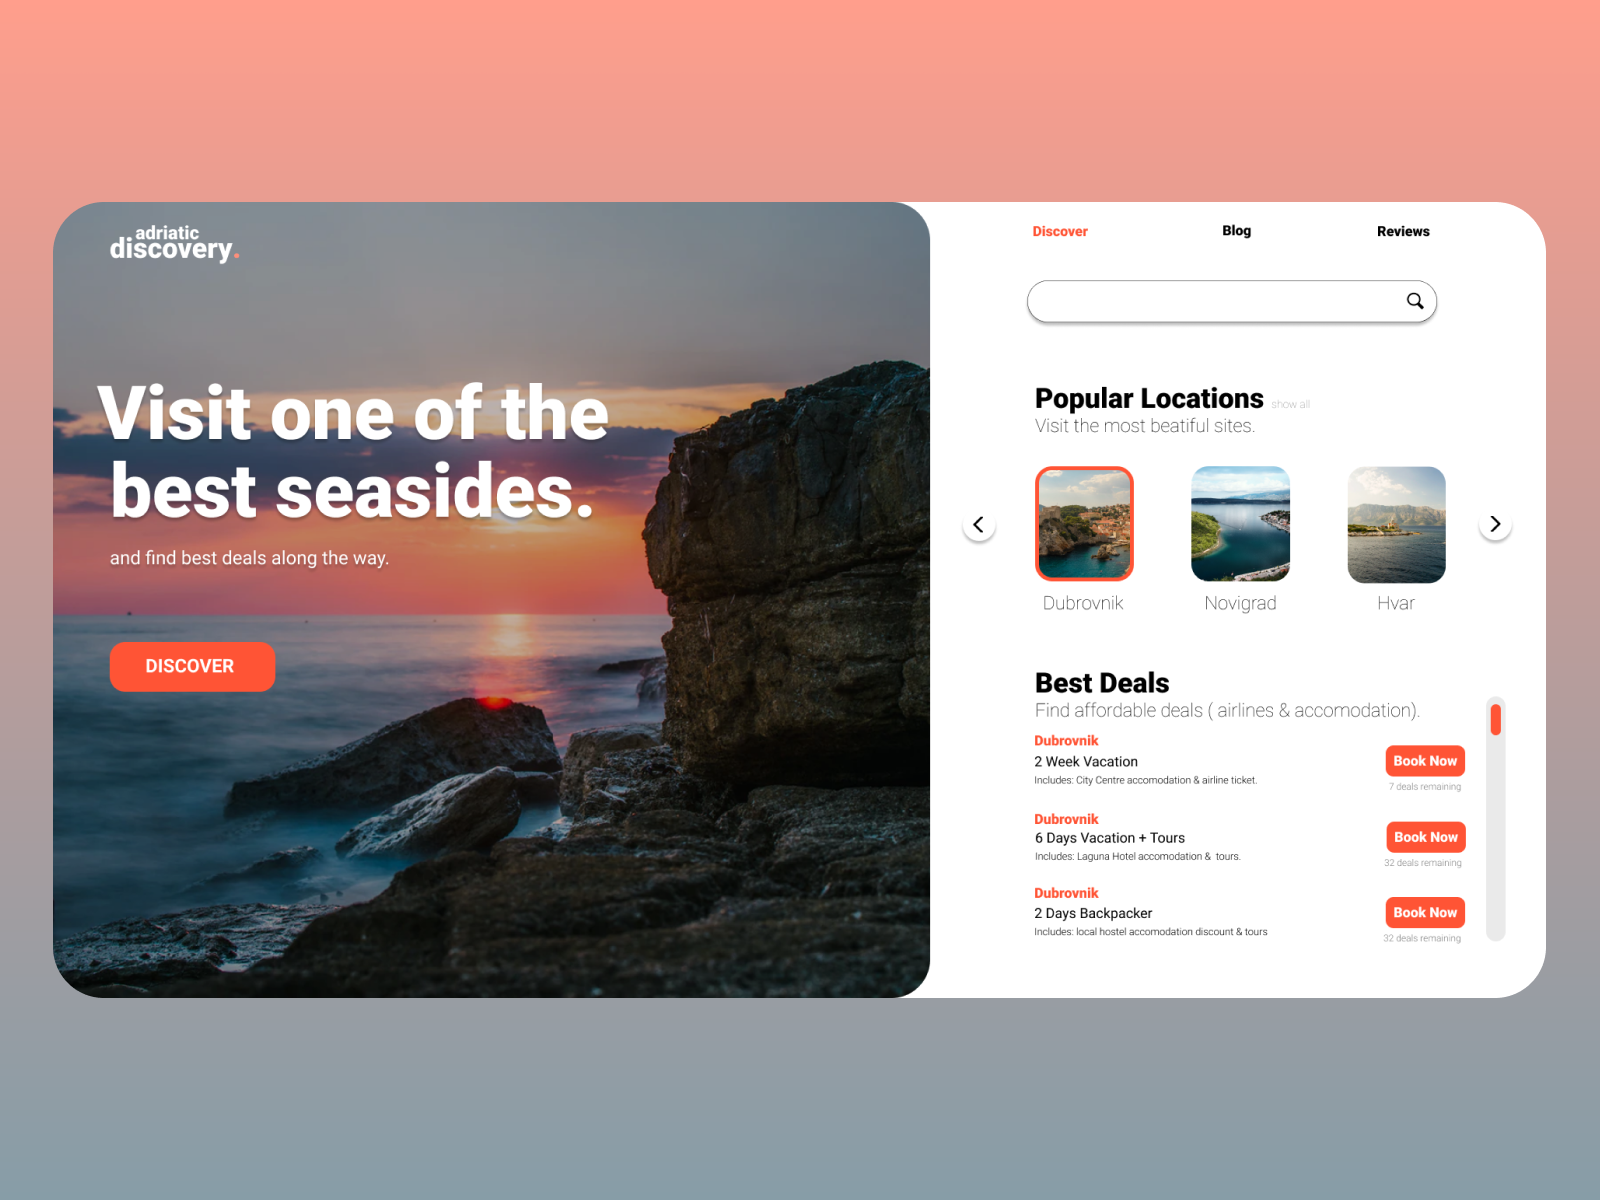 adriatic
discovery.
Visit one of the
best seasides.
and find best deals along the way.
DISCOVER
Discover
Blog
Reviews
Popular Locations show all
Visit the most beatiful sites.
Dubrovnik
Novigrad
Hvar
Best Deals
Find affordable deals ( airlines & accomodation).
Dubrovnik
2 Week Vacation
Includes: City Centre accomodation & airline ticket.
Book Now
7 deals remaining
Dubrovnik
6 Days Vacation + Tours
Includes: Laguna Hotel accomodation & tours.
Book Now
32 deals remaining
Dubrovnik
2 Days Backpacker
Includes: local hostel accomodation discount & tours
Book Now
32 deals remaining